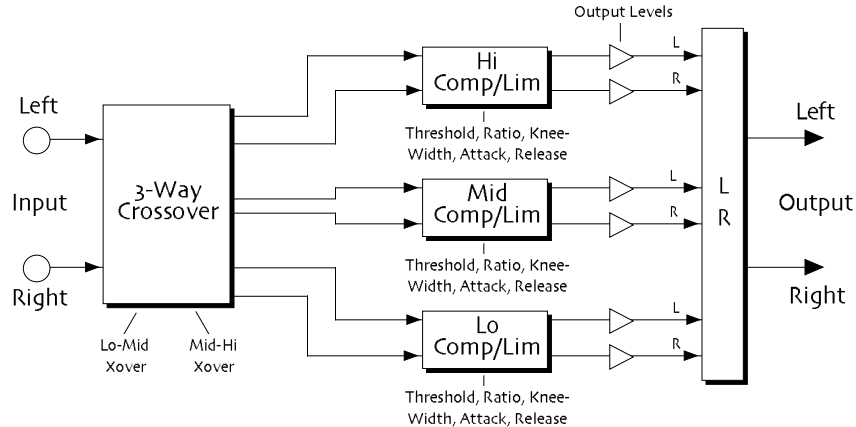 Output Levels
L
Hi
Comp/Lim
R
Left
Left
Threshold, Ratio, Knee-
Width, Attack, Release
3-Way
Crossover
Input
Mid
Comp/Lim
L
R
L
R
Output
Threshold, Ratio, Knee-
Width, Attack, Release
Right
Right
Lo-Mid
Xover
Mid-Hi
Xover
Lo
Comp/Lim
L
R
Threshold, Ratio, Knee-
Width, Attack, Release